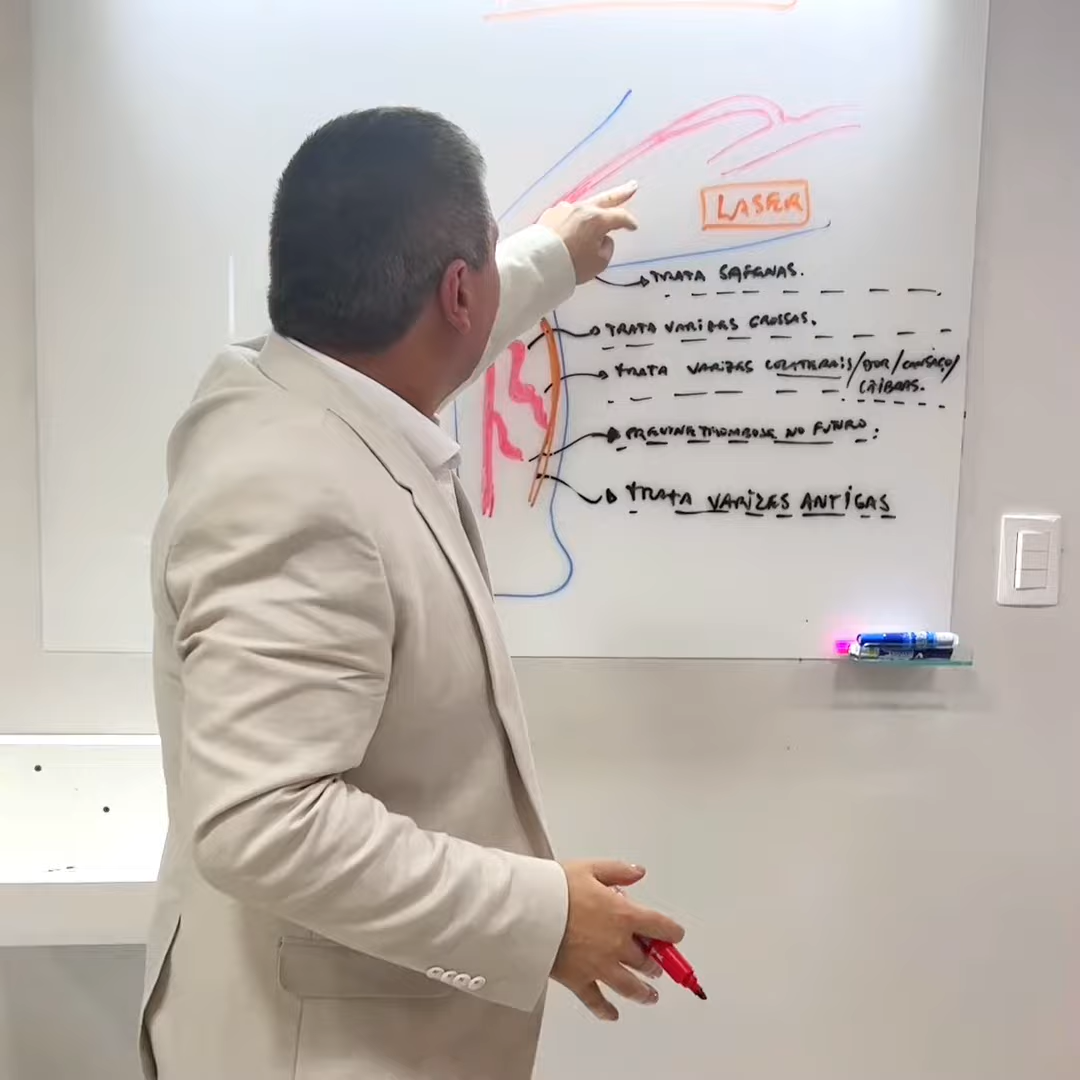 LASER
TRATA SAFENAS.
TRATA VARIZES GROSSAS.
TRATA VARIZES COLATERAIS/DOR/CANSAÇO/
CÃIBRAS.
PREVINE TROMBOSE NO FUTURO.
TRATA VARIZES ANTIGAS